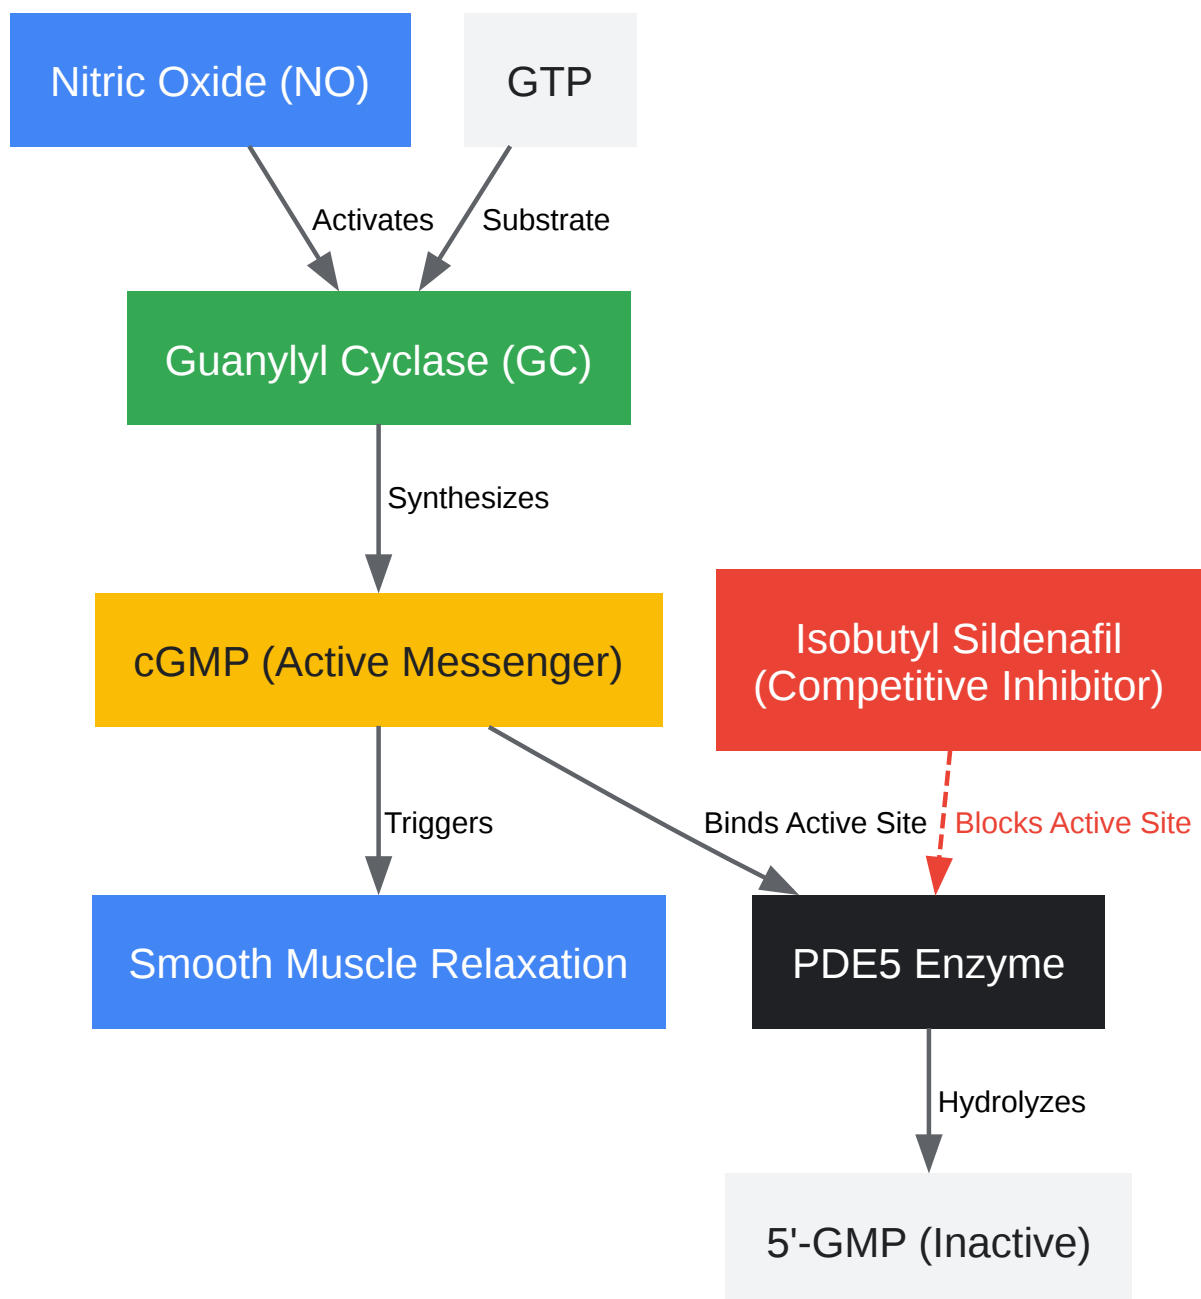 Nitric Oxide (NO)
GTP
Activates
Substrate
Guanylyl Cyclase (GC)
Synthesizes
cGMP (Active Messenger)
Isobutyl Sildenafil
(Competitive Inhibitor)
Triggers
Binds Active Site
Blocks Active Site
Smooth Muscle Relaxation
PDE5 Enzyme
Hydrolyzes
5'-GMP (Inactive)